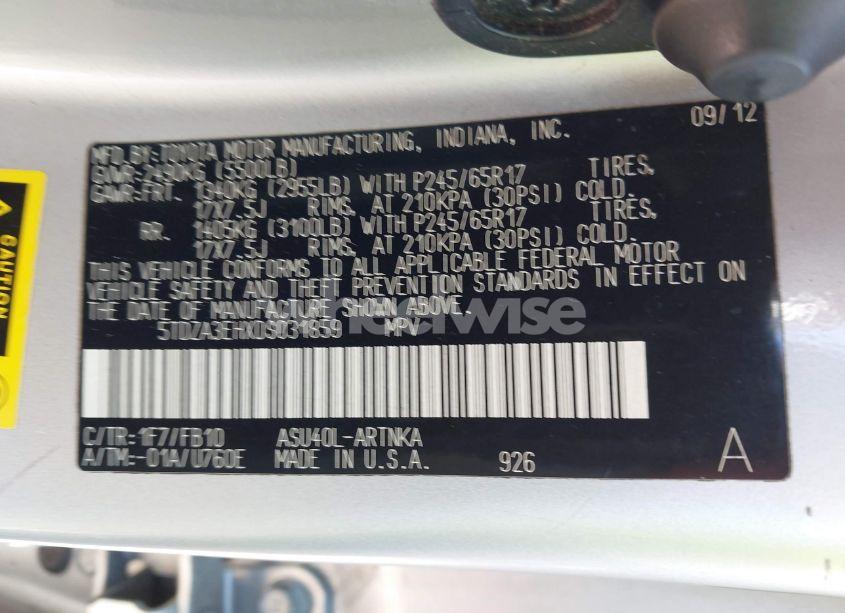 MFD.BY:TOYOTA MOTOR MANUFACTURING, INDIANA, INC. 09/12
GVWR:2490KG (5500LB)
GAWR:FRT. 1340KG (2955LB) WITH P245/65R17 TIRES,
17X7.5J RIMS, AT 210KPA (30PSI) COLD.
RR. 1405KG (3100LB) WITH P245/65R17 TIRES,
17X7.5J RIMS, AT 210KPA (30PSI) COLD.
THIS VEHICLE CONFORMS TO ALL APPLICABLE FEDERAL MOTOR
VEHICLE SAFETY AND THEFT PREVENTION STANDARDS IN EFFECT ON
THE DATE OF MANUFACTURE SHOWN ABOVE.
5TDZA3EHXDS031859 MPV
C/TR:1F7/FB10 ASU40L-ARTNKA
A/TM:-01A/U760E MADE IN U.S.A. 926 A
CAUTION